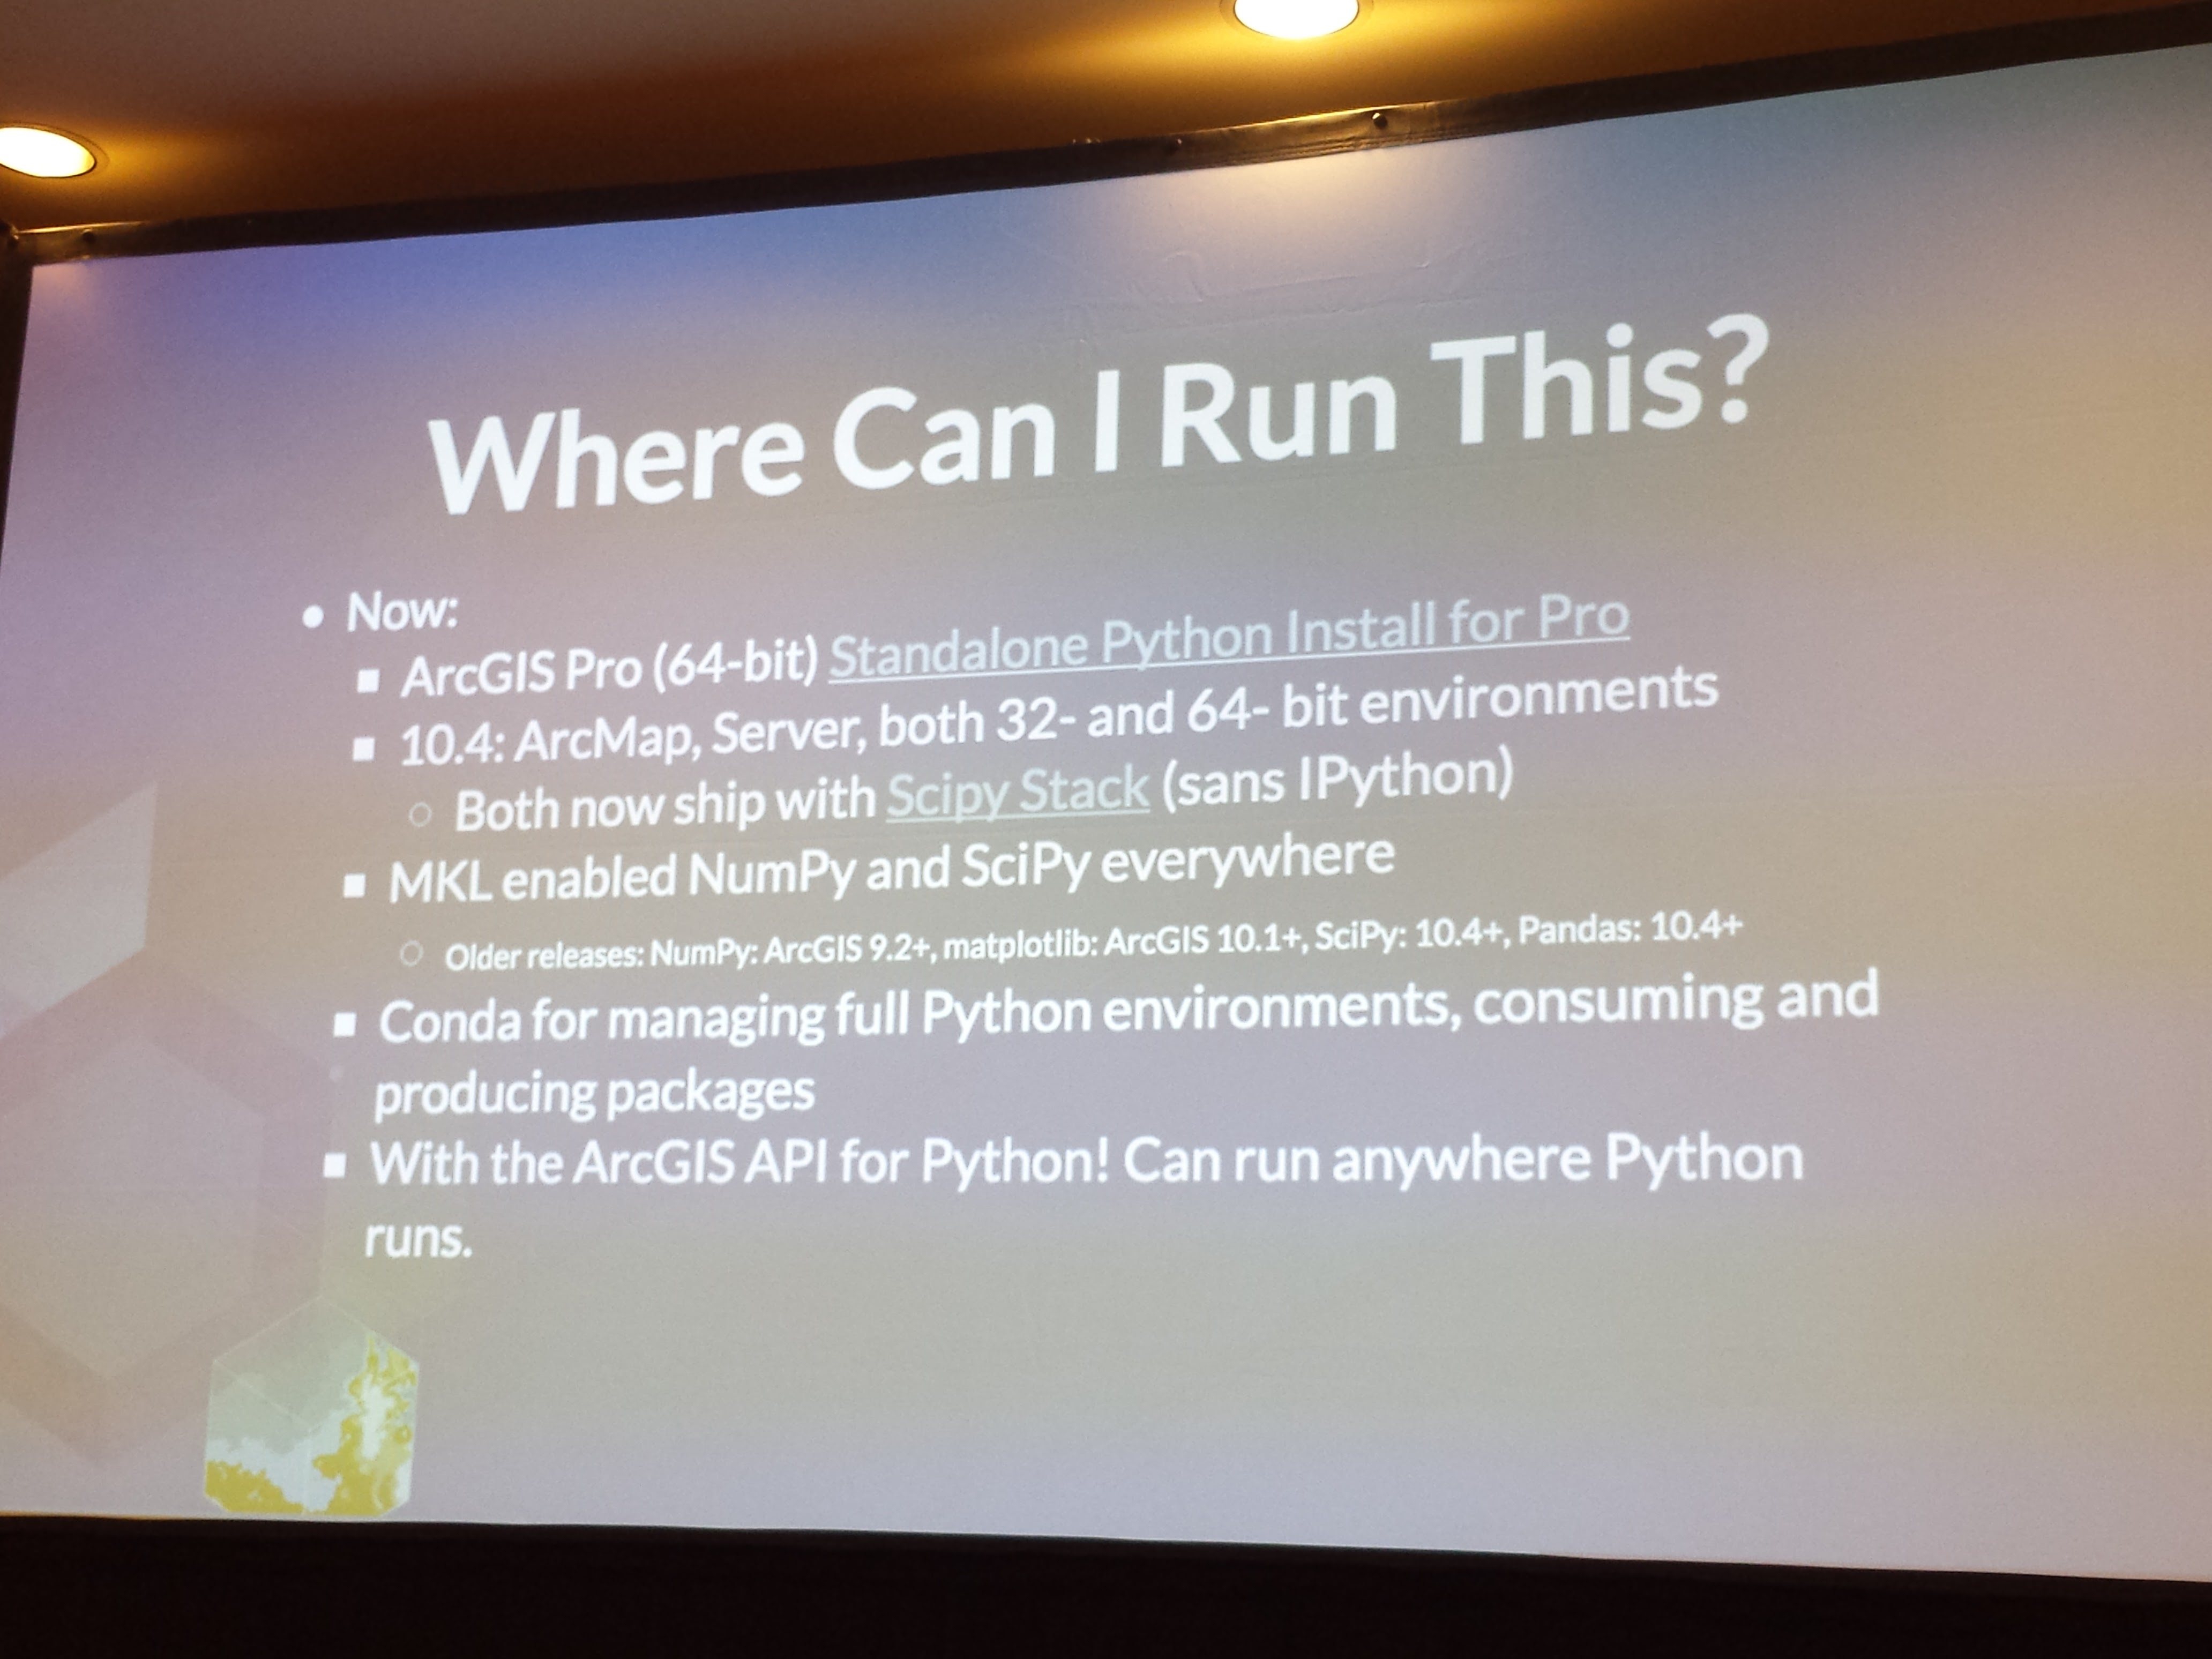 Where Can I Run This?
Now:
ArcGIS Pro (64-bit) Standalone Python Install for Pro
10.4: ArcMap, Server, both 32- and 64- bit environments
Both now ship with Scipy Stack (sans IPython)
MKL enabled NumPy and SciPy everywhere
Older releases: NumPy: ArcGIS 9.2+, matplotlib: ArcGIS 10.1+, SciPy: 10.4+, Pandas: 10.4+
Conda for managing full Python environments, consuming and
producing packages
With the ArcGIS API for Python! Can run anywhere Python
runs.